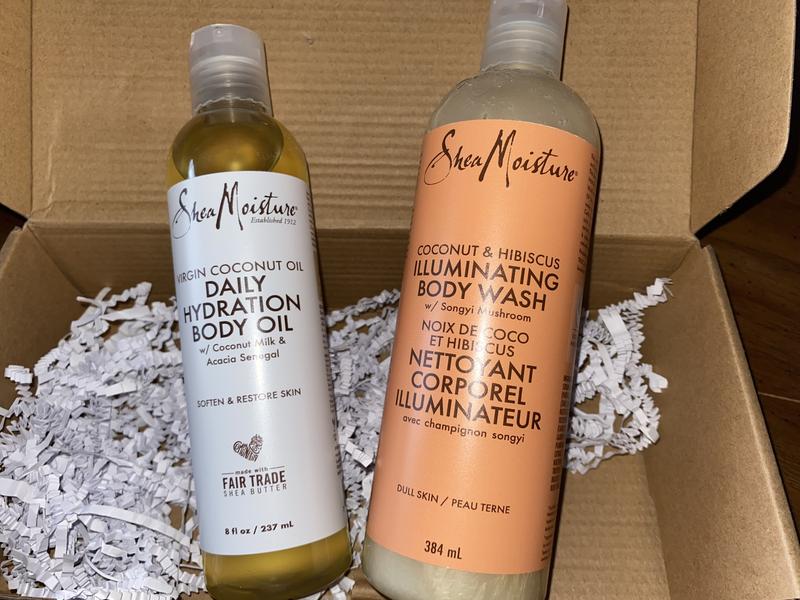 SheaMoisture®
Established 1912
VIRGIN COCONUT OIL
DAILY
HYDRATION
BODY OIL
w/ Coconut Milk &
Acacia Senegal
SOFTEN & RESTORE SKIN
made with
FAIR TRADE
SHEA BUTTER
8 fl oz / 237 mL
SheaMoisture®
COCONUT & HIBISCUS
ILLUMINATING
BODY WASH
w/ Songyi Mushroom
NOIX DE COCO
ET HIBISCUS
NETTOYANT
CORPOREL
ILLUMINATEUR
avec champignon songyi
DULL SKIN / PEAU TERNE
384 mL